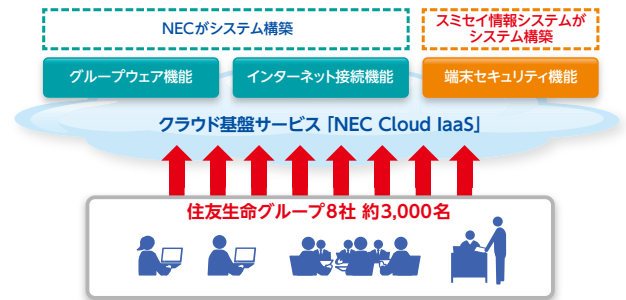 NECがシステム構築
スミセイ情報システムが
システム構築
グループウェア機能
インターネット接続機能
端末セキュリティ機能
クラウド基盤サービス「NEC Cloud IaaS」
住友生命グループ8社 約3,000名